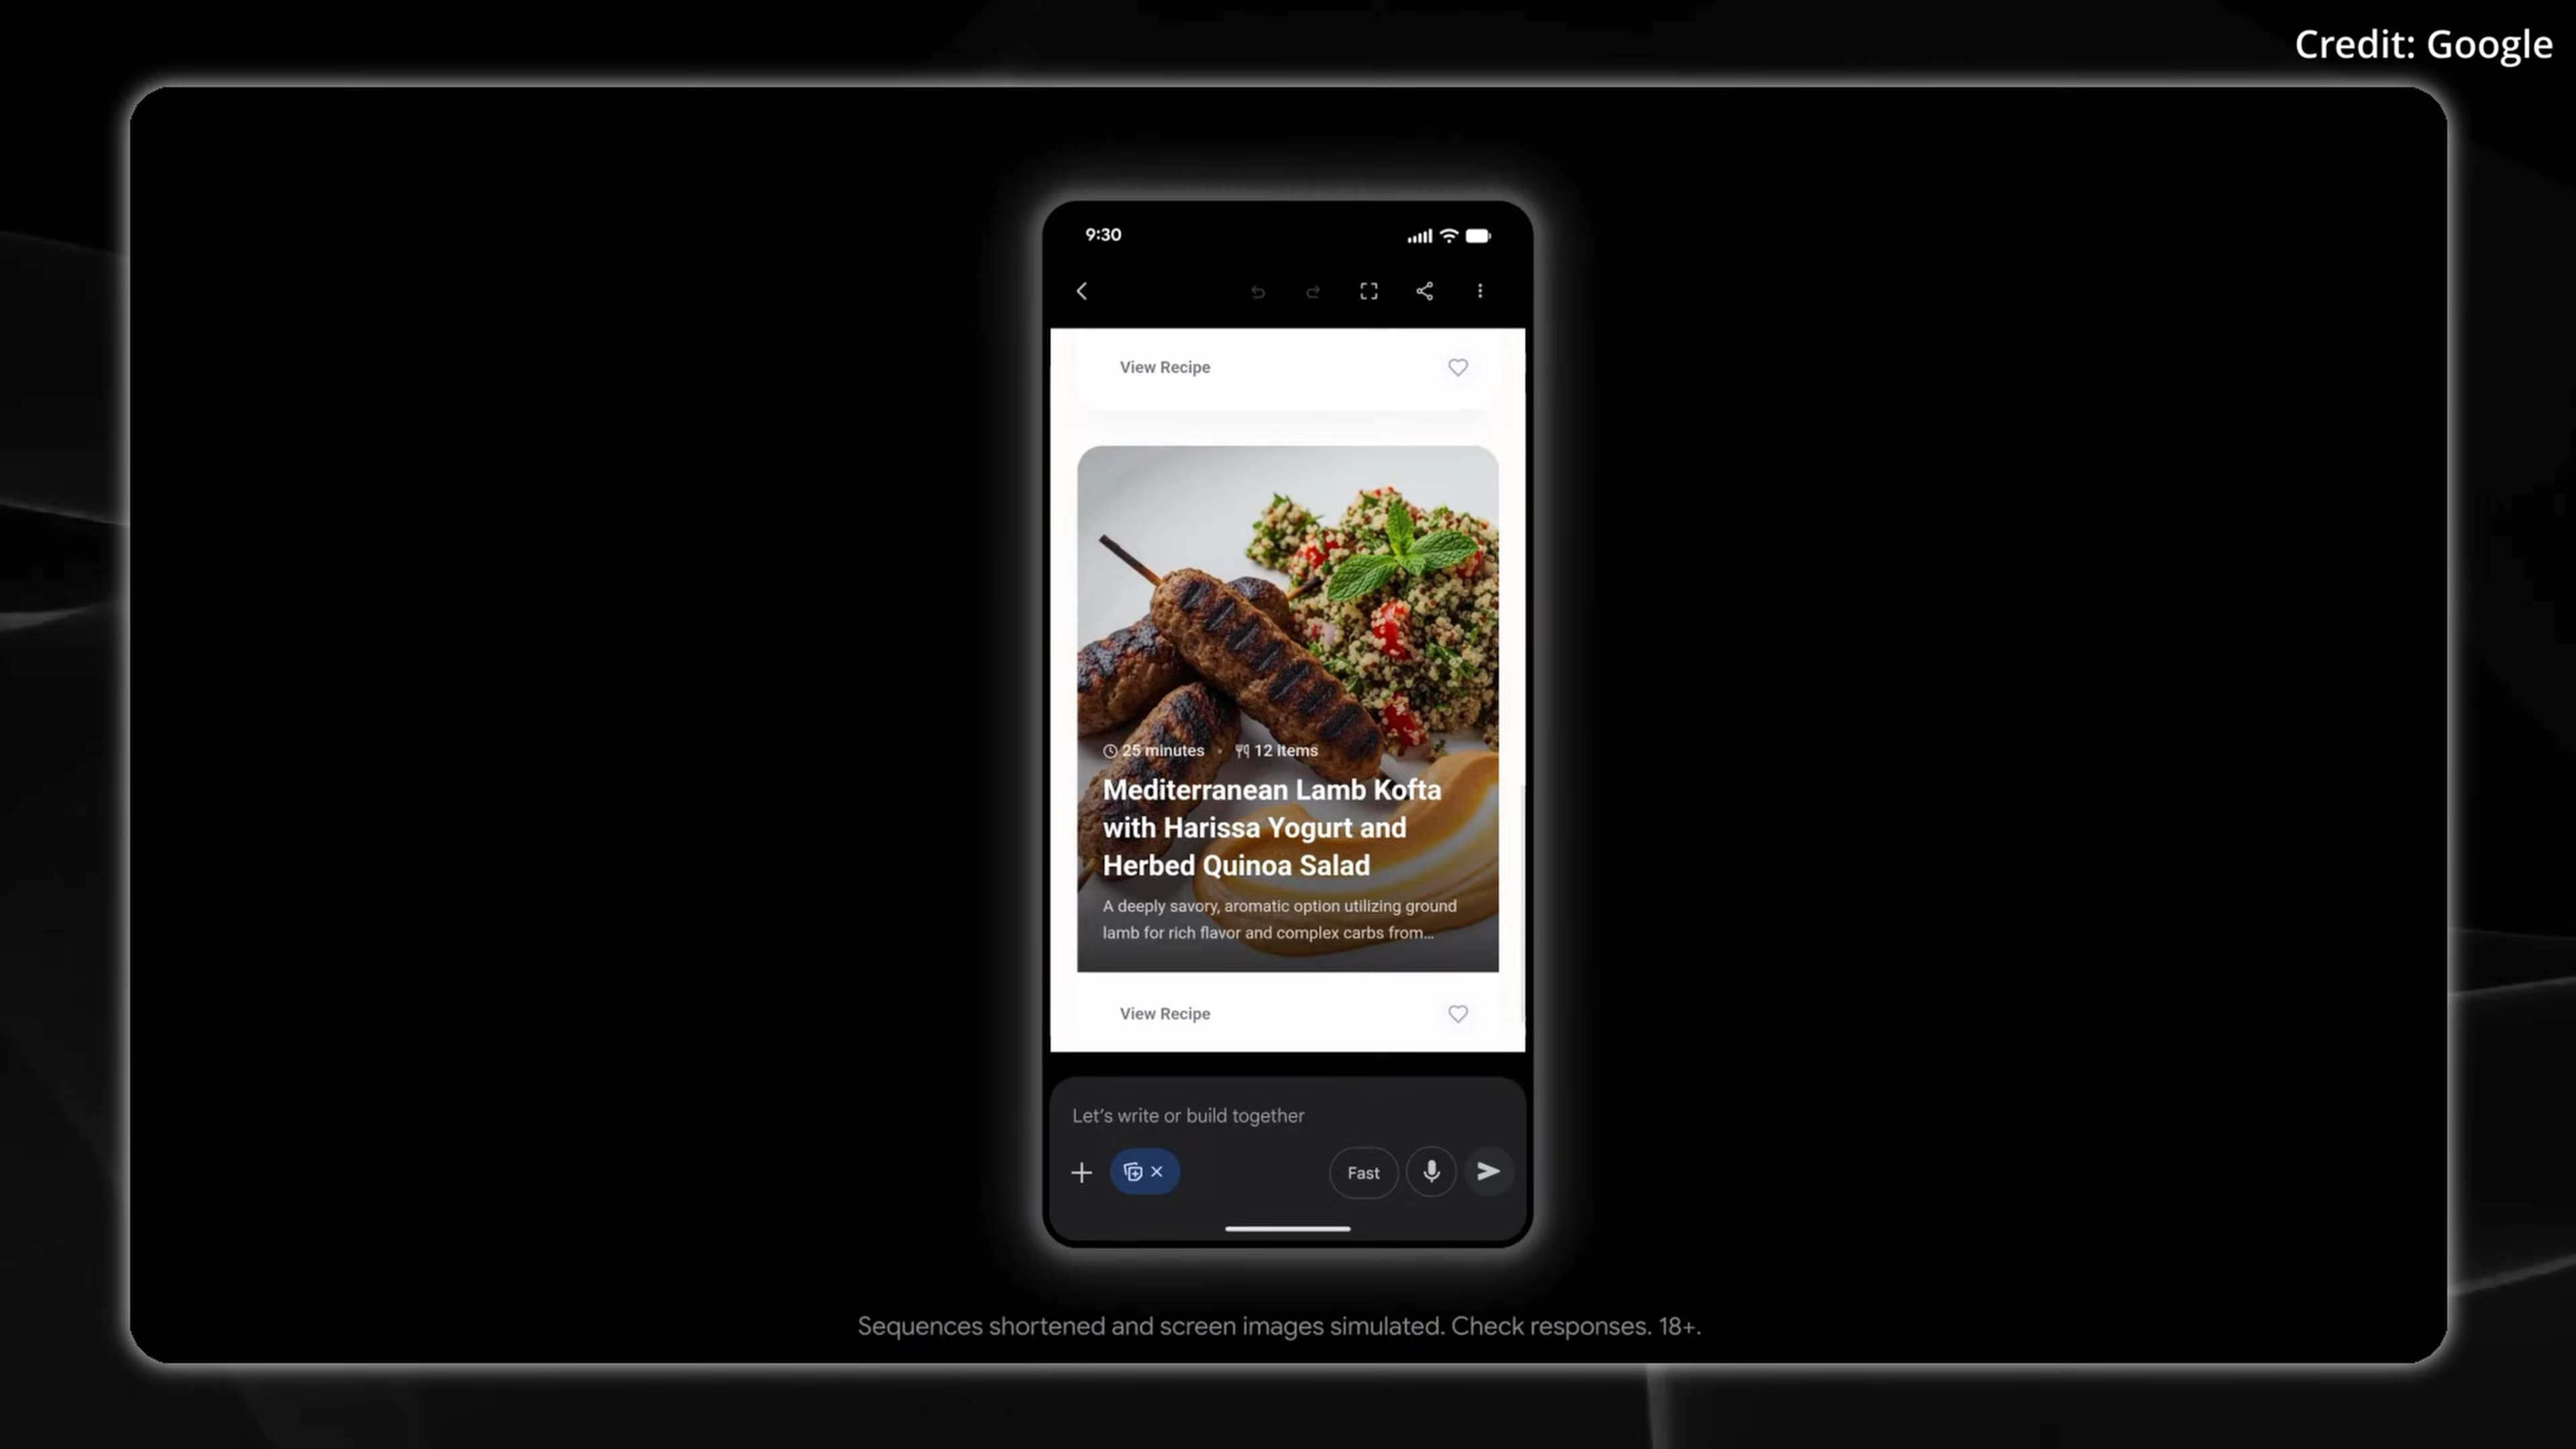 Credit: Google
9:30
View Recipe
25 minutes • 12 Items
Mediterranean Lamb Kofta
with Harissa Yogurt and
Herbed Quinoa Salad
A deeply savory, aromatic option utilizing ground
lamb for rich flavor and complex carbs from…
View Recipe
Let’s write or build together
Fast
Sequences shortened and screen images simulated. Check responses. 18+.